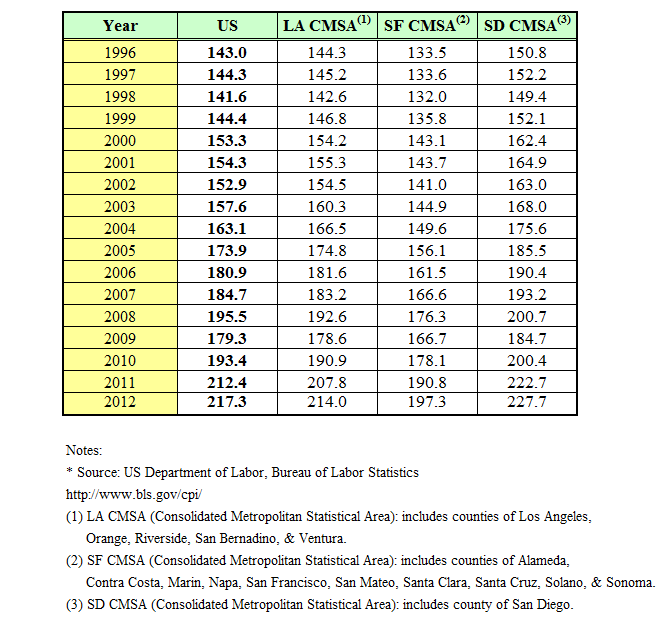 Year US LA CMSA(1) SF CMSA(2) SD CMSA(3)
1996 143.0 144.3 133.5 150.8
1997 144.3 145.2 133.6 152.2
1998 141.6 142.6 132.0 149.4
1999 144.4 146.8 135.8 152.1
2000 153.3 154.2 143.1 162.4
2001 154.3 155.3 143.7 164.9
2002 152.9 154.5 141.0 163.0
2003 157.6 160.3 144.9 168.0
2004 163.1 166.5 149.6 175.6
2005 173.9 174.8 156.1 185.5
2006 180.9 181.6 161.5 190.4
2007 184.7 183.2 166.6 193.2
2008 195.5 192.6 176.3 200.7
2009 179.3 178.6 166.7 184.7
2010 193.4 190.9 178.1 200.4
2011 212.4 207.8 190.8 222.7
2012 217.3 214.0 197.3 227.7
Notes:
* Source: US Department of Labor, Bureau of Labor Statistics
http://www.bls.gov/cpi/
(1) LA CMSA (Consolidated Metropolitan Statistical Area): includes counties of Los Angeles,
Orange, Riverside, San Bernadino, & Ventura.
(2) SF CMSA (Consolidated Metropolitan Statistical Area): includes counties of Alameda,
Contra Costa, Marin, Napa, San Francisco, San Mateo, Santa Clara, Santa Cruz, Solano, & Sonoma.
(3) SD CMSA (Consolidated Metropolitan Statistical Area): includes county of San Diego.